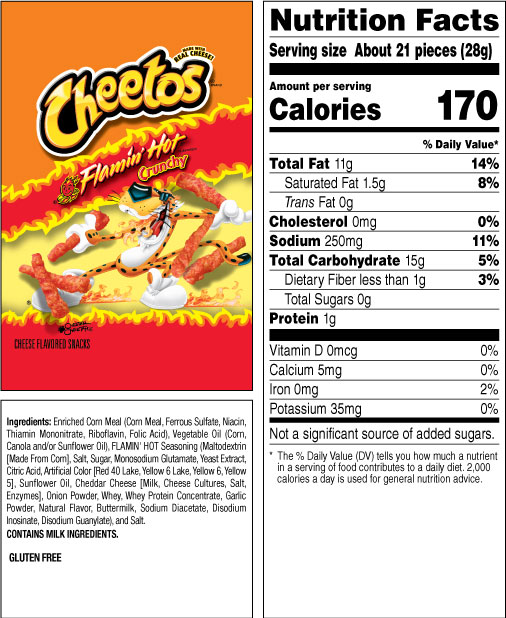 MADE WITH
REAL CHEESE!
Cheetos
Flamin' Hot
Crunchy
CHEESE FLAVORED SNACKS
Ingredients: Enriched Corn Meal (Corn Meal, Ferrous Sulfate, Niacin,
Thiamin Mononitrate, Riboflavin, Folic Acid), Vegetable Oil (Corn,
Canola and/or Sunflower Oil), FLAMIN' HOT Seasoning (Maltodextrin
[Made From Corn], Salt, Sugar, Monosodium Glutamate, Yeast Extract,
Citric Acid, Artificial Color [Red 40 Lake, Yellow 6 Lake, Yellow 6, Yellow
5], Sunflower Oil, Cheddar Cheese [Milk, Cheese Cultures, Salt,
Enzymes], Onion Powder, Whey, Whey Protein Concentrate, Garlic
Powder, Natural Flavor, Buttermilk, Sodium Diacetate, Disodium
Inosinate, Disodium Guanylate), and Salt.
CONTAINS MILK INGREDIENTS.
GLUTEN FREE
Nutrition Facts
Serving size About 21 pieces (28g)
Amount per serving
Calories 170
% Daily Value*
Total Fat 11g 14%
Saturated Fat 1.5g 8%
Trans Fat 0g
Cholesterol 0mg 0%
Sodium 250mg 11%
Total Carbohydrate 15g 5%
Dietary Fiber less than 1g 3%
Total Sugars 0g
Protein 1g
Vitamin D 0mcg 0%
Calcium 5mg 0%
Iron 0mg 2%
Potassium 35mg 0%
Not a significant source of added sugars.
* The % Daily Value (DV) tells you how much a nutrient
in a serving of food contributes to a daily diet. 2,000
calories a day is used for general nutrition advice.